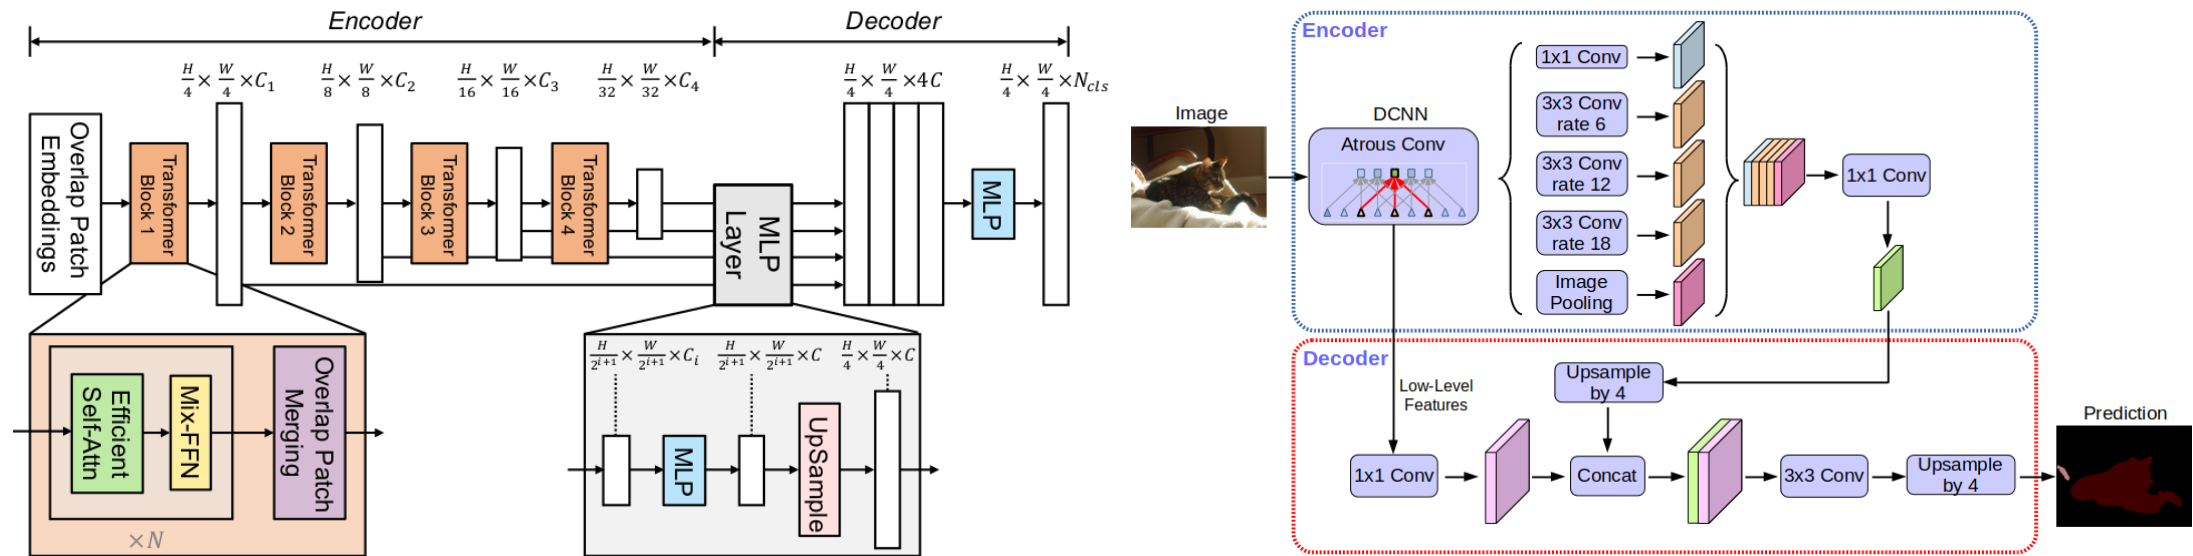 Encoder
Decoder
H/4 × W/4 × C₁
H/8 × W/8 × C₂
H/16 × W/16 × C₃
H/32 × W/32 × C₄
H/4 × W/4 × 4C
H/4 × W/4 × N_cls
Overlap Patch
Embeddings
Transformer
Block 1
Transformer
Block 2
Transformer
Block 3
Transformer
Block 4
MLP
Layer
MLP
Efficient
Self-Attn
Mix-FFN
Overlap Patch
Merging
×N
H/2^(i+1) × W/2^(i+1) × C_i
H/2^(i+1) × W/2^(i+1) × C
H/4 × W/4 × C
MLP
UpSample
Encoder
Image
DCNN
Atrous Conv
1x1 Conv
3x3 Conv
rate 6
3x3 Conv
rate 12
3x3 Conv
rate 18
Image
Pooling
1x1 Conv
Decoder
Low-Level
Features
Upsample
by 4
1x1 Conv
Concat
3x3 Conv
Upsample
by 4
Prediction